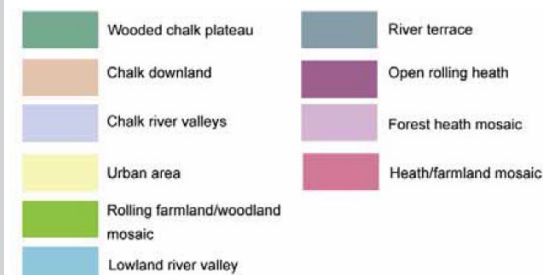 Wooded chalk plateau
Chalk downland
Chalk river valleys
Urban area
Rolling farmland/woodland
mosaic
Lowland river valley
River terrace
Open rolling heath
Forest heath mosaic
Heath/farmland mosaic